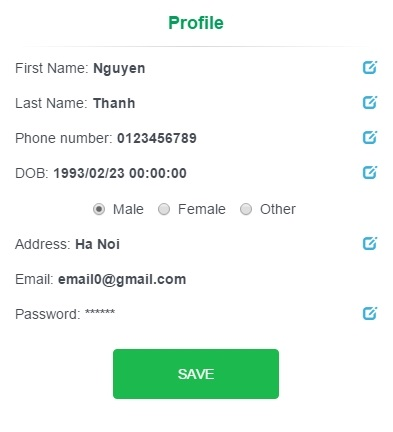 Profile
First Name: Nguyen
Last Name: Thanh
Phone number: 0123456789
DOB: 1993/02/23 00:00:00
Male Female Other
Address: Ha Noi
Email: email0@gmail.com
Password: ******
SAVE